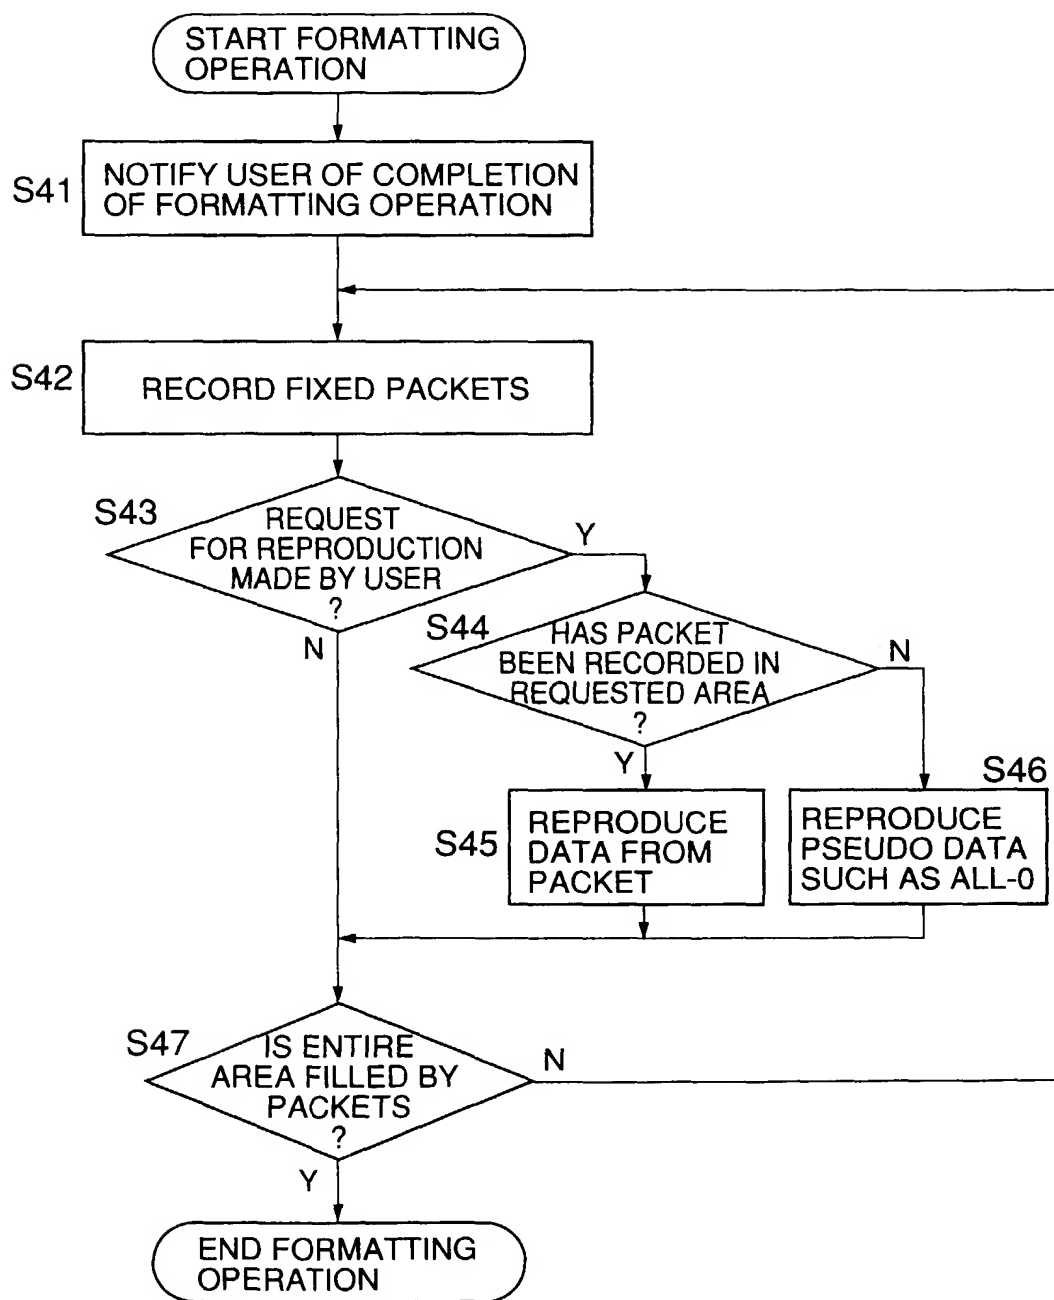 START FORMATTING
OPERATION
S41
NOTIFY USER OF COMPLETION
OF FORMATTING OPERATION
S42
RECORD FIXED PACKETS
S43
REQUEST
FOR REPRODUCTION
MADE BY USER
?
Y
N
S44
HAS PACKET
BEEN RECORDED IN
REQUESTED AREA
?
N
Y
S45
REPRODUCE
DATA FROM
PACKET
S46
REPRODUCE
PSEUDO DATA
SUCH AS ALL-0
S47
IS ENTIRE
AREA FILLED BY
PACKETS
?
N
Y
END FORMATTING
OPERATION